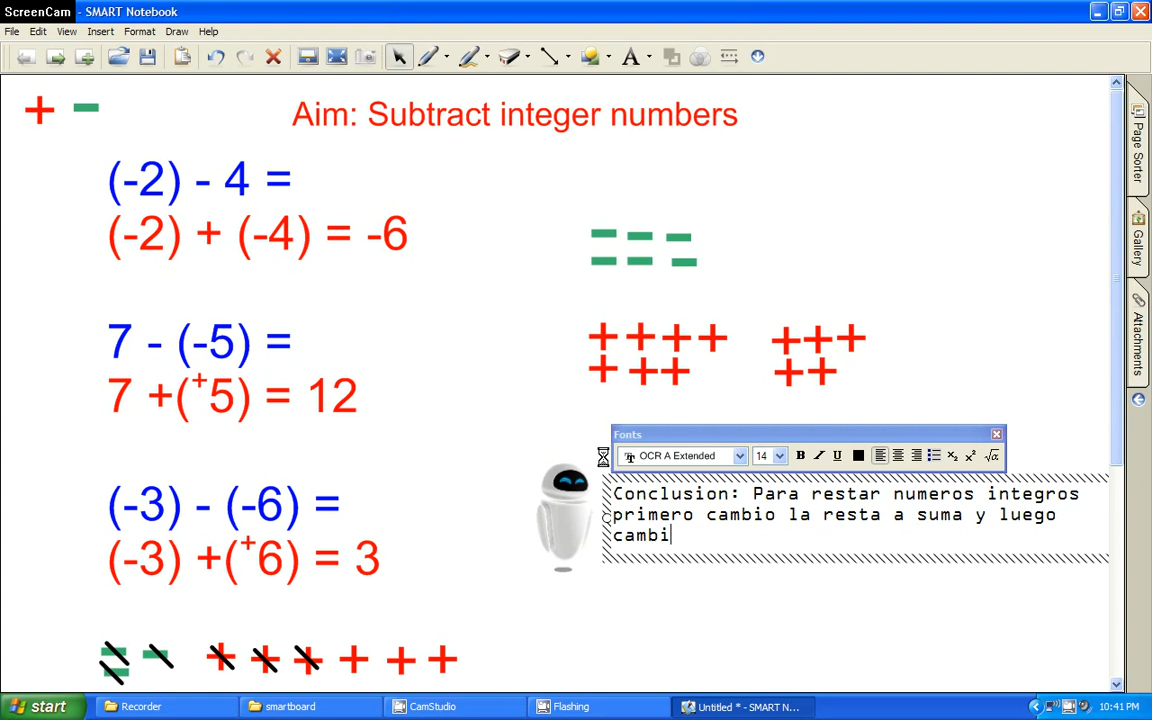 ScreenCam - SMART Notebook
File Edit View Insert Format Draw Help
+ -
Aim: Subtract integer numbers
(-2) - 4 =
(-2) + (-4) = -6
7 - (-5) =
7 +(+5) = 12
(-3) - (-6) =
(-3) +(+6) = 3
Fonts
OCR A Extended 14 B I U
Conclusion: Para restar numeros integros
primero cambio la resta a suma y luego
cambi
Page Sorter
Gallery
Attachments
start Recorder smartboard CamStudio Flashing Untitled * - SMART N... 10:41 PM